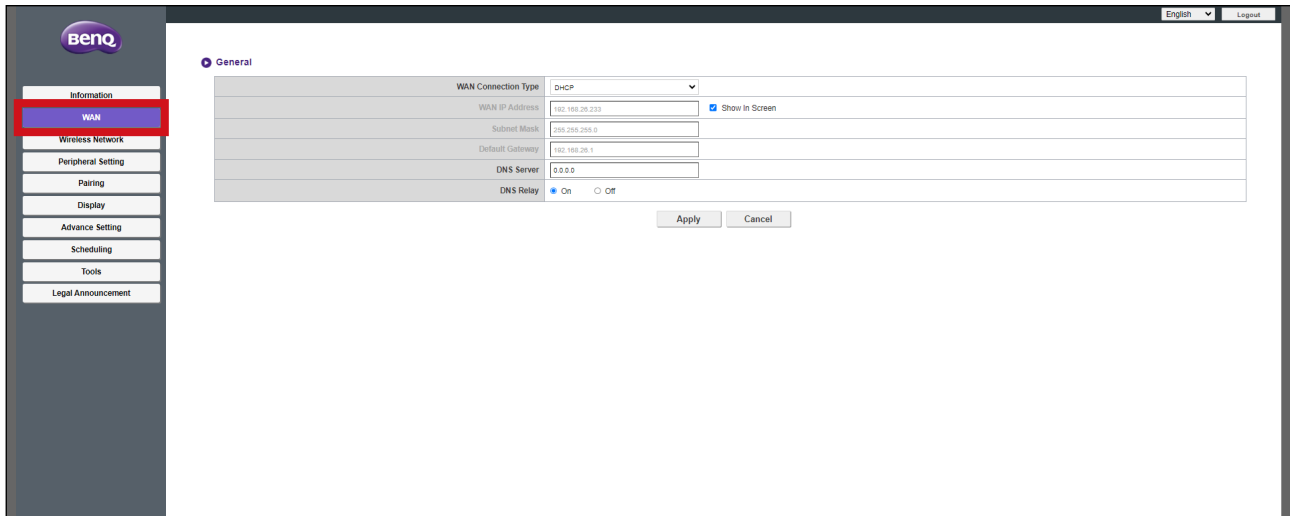 English Logout
BenQ
General
Information
WAN
Wireless Network
Peripheral Setting
Pairing
Display
Advance Setting
Scheduling
Tools
Legal Announcement
WAN Connection Type DHCP
WAN IP Address 192.168.26.233 Show In Screen
Subnet Mask 255.255.255.0
Default Gateway 192.168.26.1
DNS Server 0.0.0.0
DNS Relay On Off
Apply Cancel